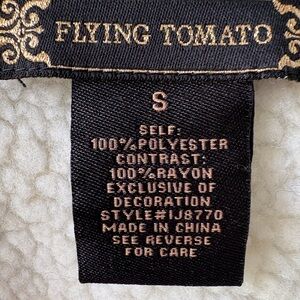 FLYING TOMATO
S
SELF:
100%POLYESTER
CONTRAST:
100%RAYON
EXCLUSIVE OF
DECORATION
STYLE#IJ8770
MADE IN CHINA
SEE REVERSE
FOR CARE